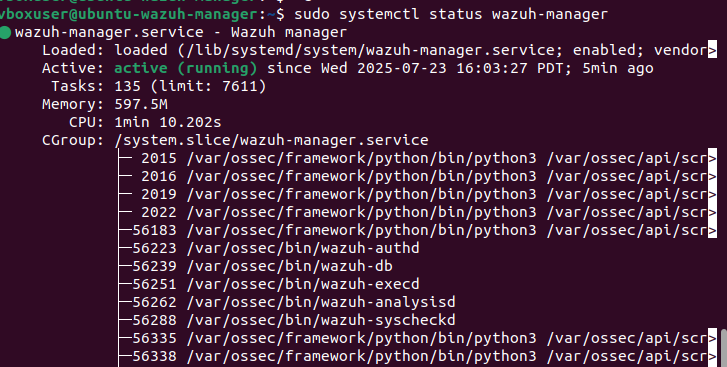 vboxuser@ubuntu-wazuh-manager:~$ sudo systemctl status wazuh-manager
● wazuh-manager.service - Wazuh manager
Loaded: loaded (/lib/systemd/system/wazuh-manager.service; enabled; vendor>
Active: active (running) since Wed 2025-07-23 16:03:27 PDT; 5min ago
Tasks: 135 (limit: 7611)
Memory: 597.5M
CPU: 1min 10.202s
CGroup: /system.slice/wazuh-manager.service
├─ 2015 /var/ossec/framework/python/bin/python3 /var/ossec/api/scr>
├─ 2016 /var/ossec/framework/python/bin/python3 /var/ossec/api/scr>
├─ 2019 /var/ossec/framework/python/bin/python3 /var/ossec/api/scr>
├─ 2022 /var/ossec/framework/python/bin/python3 /var/ossec/api/scr>
├─56183 /var/ossec/framework/python/bin/python3 /var/ossec/api/scr>
├─56223 /var/ossec/bin/wazuh-authd
├─56239 /var/ossec/bin/wazuh-db
├─56251 /var/ossec/bin/wazuh-execd
├─56262 /var/ossec/bin/wazuh-analysisd
├─56288 /var/ossec/bin/wazuh-syscheckd
├─56335 /var/ossec/framework/python/bin/python3 /var/ossec/api/scr>
├─56338 /var/ossec/framework/python/bin/python3 /var/ossec/api/scr>